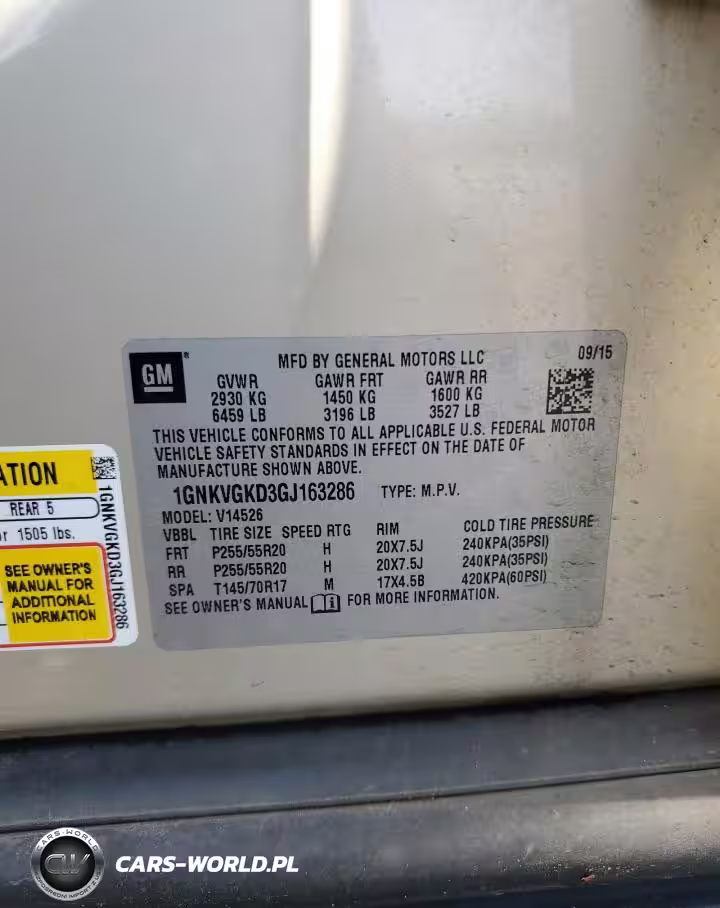 GM ®
MFD BY GENERAL MOTORS LLC 09/15
GVWR GAWR FRT GAWR RR
2930 KG 1450 KG 1600 KG
6459 LB 3196 LB 3527 LB
THIS VEHICLE CONFORMS TO ALL APPLICABLE U.S. FEDERAL MOTOR
VEHICLE SAFETY STANDARDS IN EFFECT ON THE DATE OF
MANUFACTURE SHOWN ABOVE.
1GNKVGKD3GJ163286 TYPE: M.P.V.
MODEL: V14526
VBBL TIRE SIZE SPEED RTG RIM COLD TIRE PRESSURE
FRT P255/55R20 H 20X7.5J 240KPA(35PSI)
RR P255/55R20 H 20X7.5J 240KPA(35PSI)
SPA T145/70R17 M 17X4.5B 420KPA(60PSI)
SEE OWNER'S MANUAL i FOR MORE INFORMATION.
ATION
REAR 5
or 1505 lbs.
SEE OWNER'S
MANUAL FOR
ADDITIONAL
INFORMATION
1GNKVGKD3GJ163286
CARS-WORLD
CW
CARS-WORLD.PL